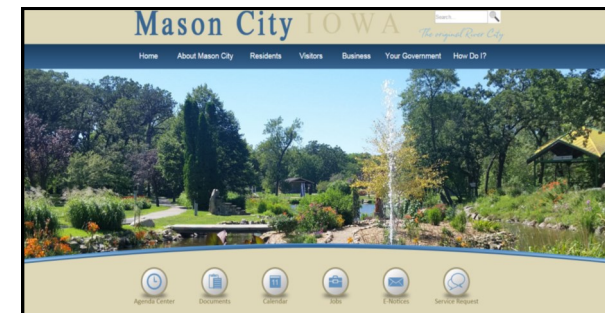 Mason City IOWA
Search...
The original River City
Home About Mason City Residents Visitors Business Your Government How Do I?
11
Agenda Center Documents Calendar Jobs E-Notices Service Request